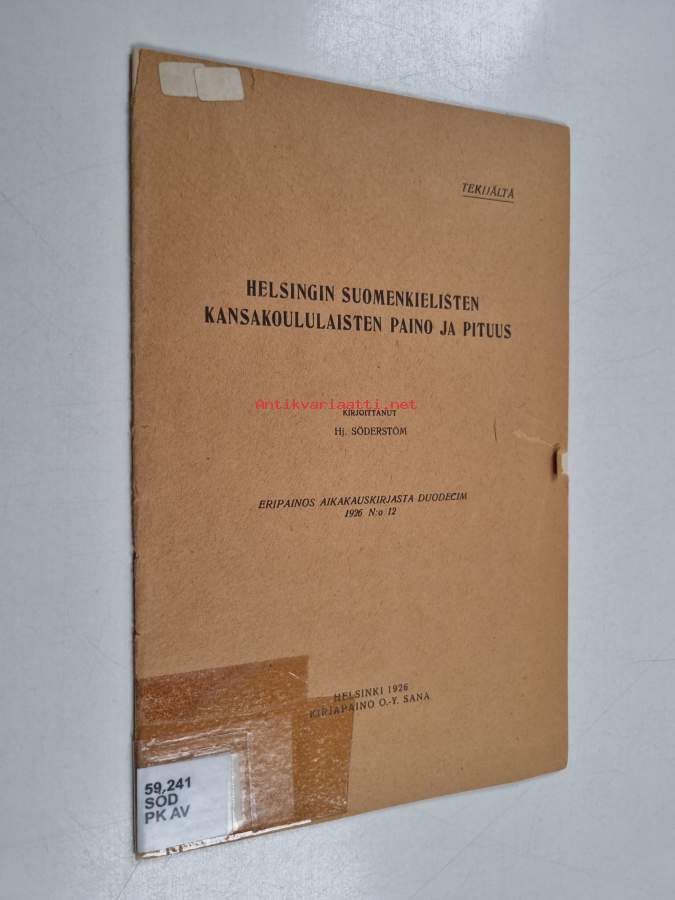 TEKIJÄLTÄ
HELSINGIN SUOMENKIELISTEN
KANSAKOULULAISTEN PAINO JA PITUUS
Antikvariaatti.net
KIRJOITTANUT
Hj. SÖDERSTÖM
ERIPAINOS AIKAKAUSKIRJASTA DUODECIM
1926 N:o 12
HELSINKI 1926
KIRJAPAINO O.-Y. SANA
59.241
SÖD
PK AV